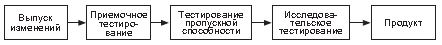 Выпуск
изменений
Приемочное
тестиро-
вание
Тестирование
пропускной
способности
Исследова-
тельское
тестирование
Продукт